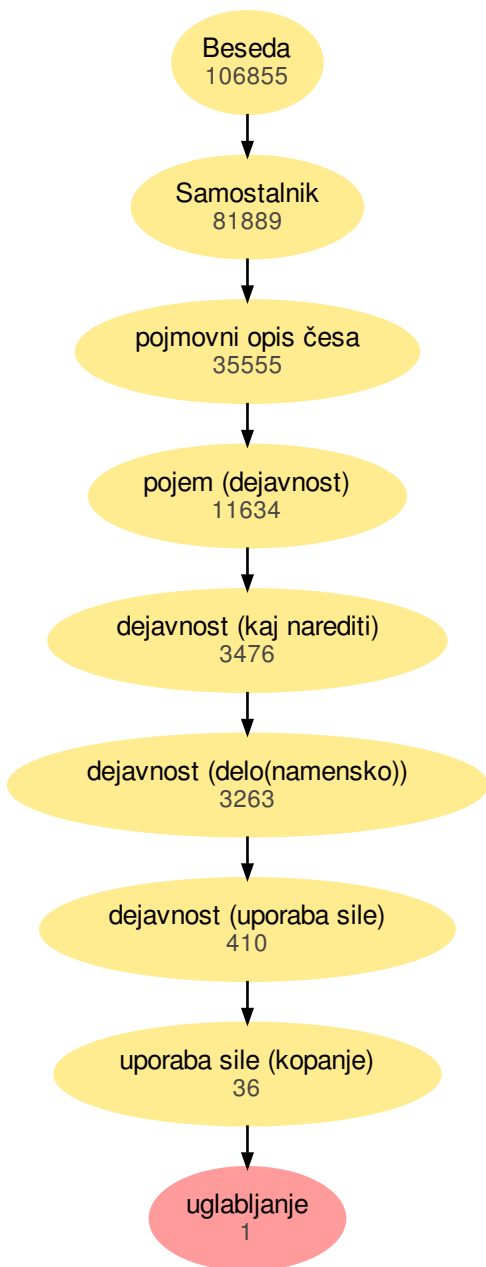 Beseda
106855
Samostalnik
81889
pojmovni opis česa
35555
pojem (dejavnost)
11634
dejavnost (kaj narediti)
3476
dejavnost (delo(namensko))
3263
dejavnost (uporaba sile)
410
uporaba sile (kopanje)
36
uglabljanje
1